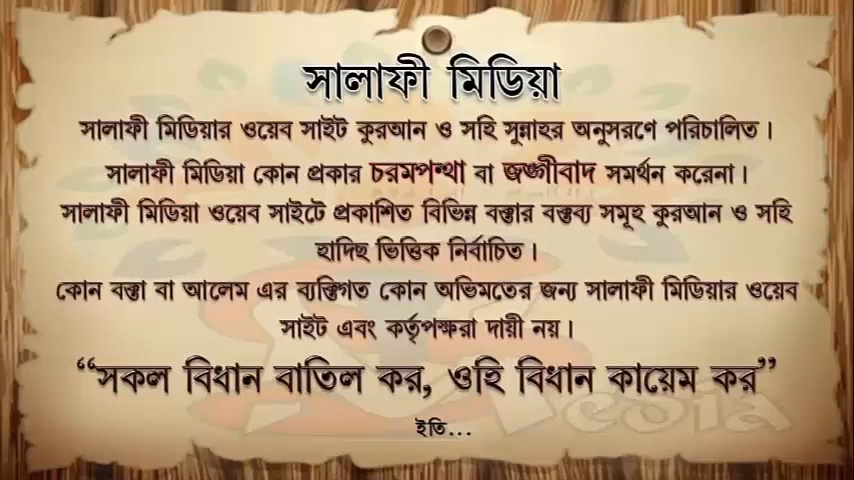 সালাফী মিডিয়া
সালাফী মিডিয়ার ওয়েব সাইট কুরআন ও সহি সুন্নাহর অনুসরণে পরিচালিত।
সালাফী মিডিয়া কোন প্রকার চরমপন্থা বা জঙ্গীবাদ সমর্থন করেনা।
সালাফী মিডিয়া ওয়েব সাইটে প্রকাশিত বিভিন্ন বক্তার বক্তব্য সমূহ কুরআন ও সহি
হাদিছ ভিত্তিক নির্বাচিত।
কোন বক্তা বা আলেম এর ব্যক্তিগত কোন অভিমতের জন্য সালাফী মিডিয়ার ওয়েব
সাইট এবং কর্তৃপক্ষরা দায়ী নয়।
“সকল বিধান বাতিল কর, ওহি বিধান কায়েম কর”
ইতি...